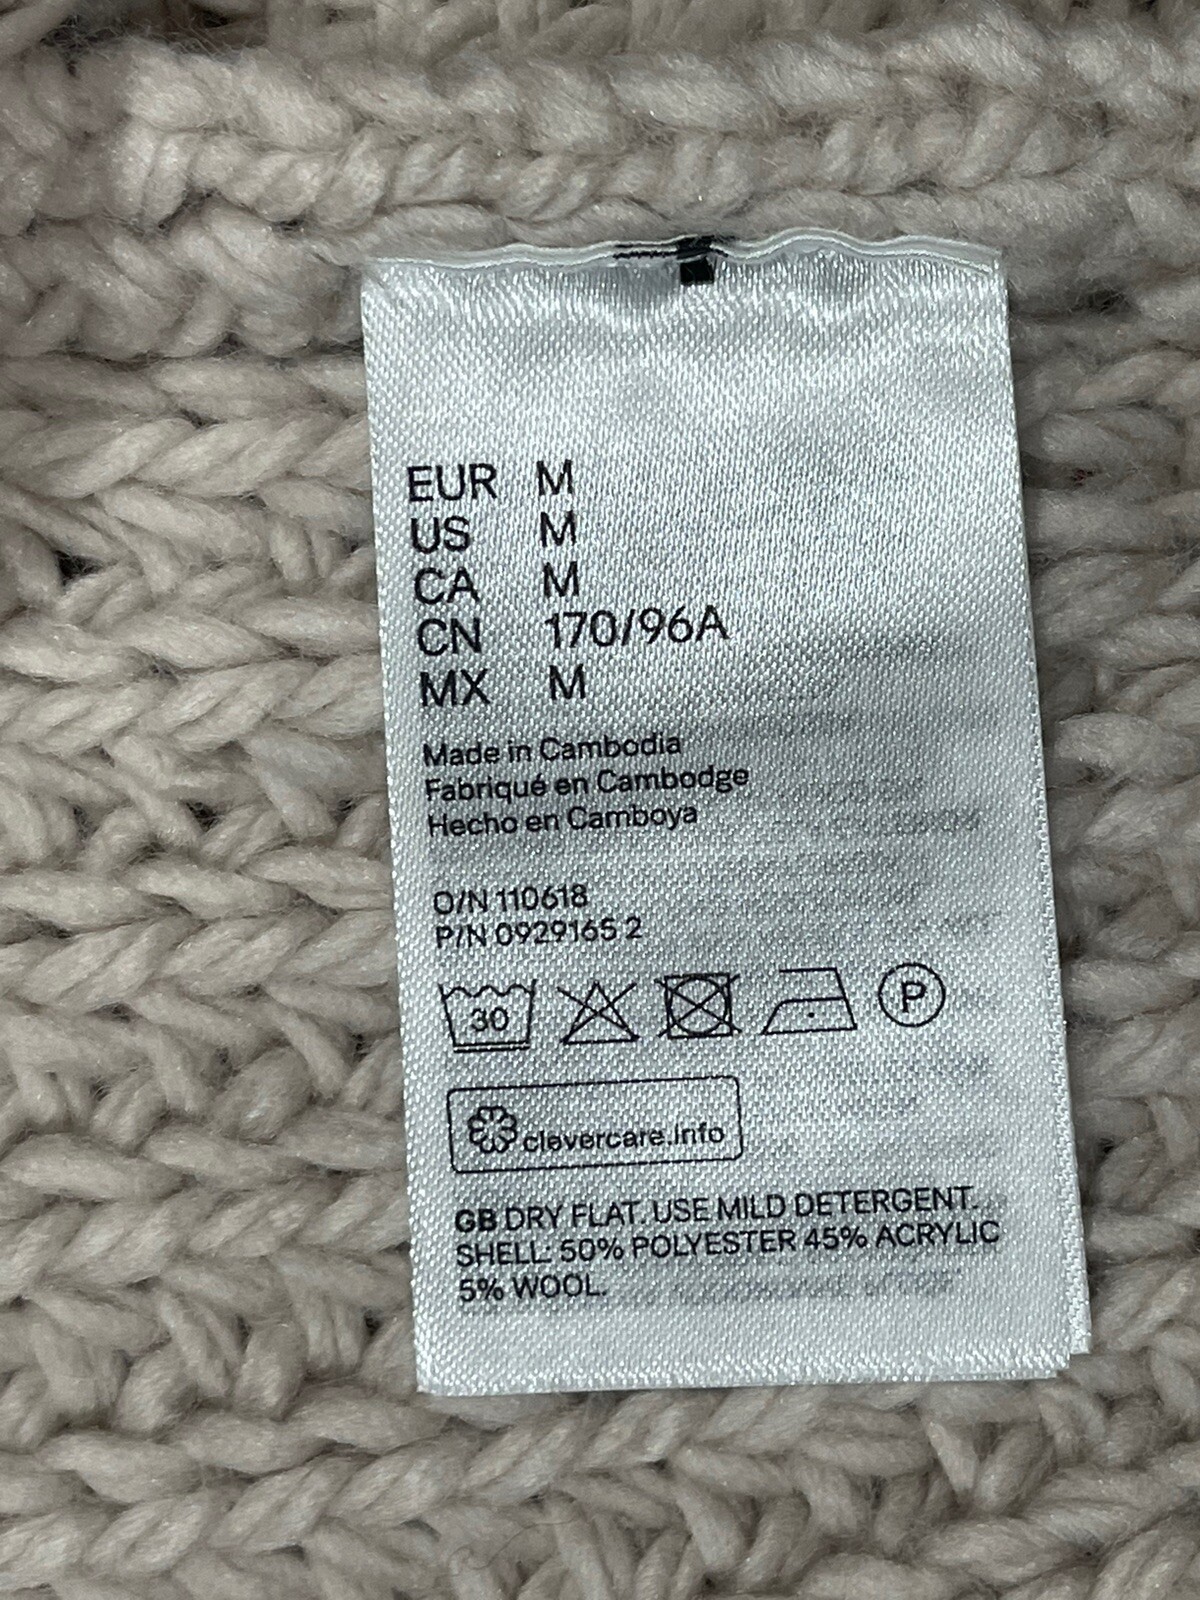 EUR M
US M
CA M
CN 170/96A
MX M
Made in Cambodia
Fabriqué en Cambodge
Hecho en Camboya
O/N 110618
P/N 0929165 2
30
P
clevercare.info
GB DRY FLAT. USE MILD DETERGENT.
SHELL: 50% POLYESTER 45% ACRYLIC
5% WOOL.